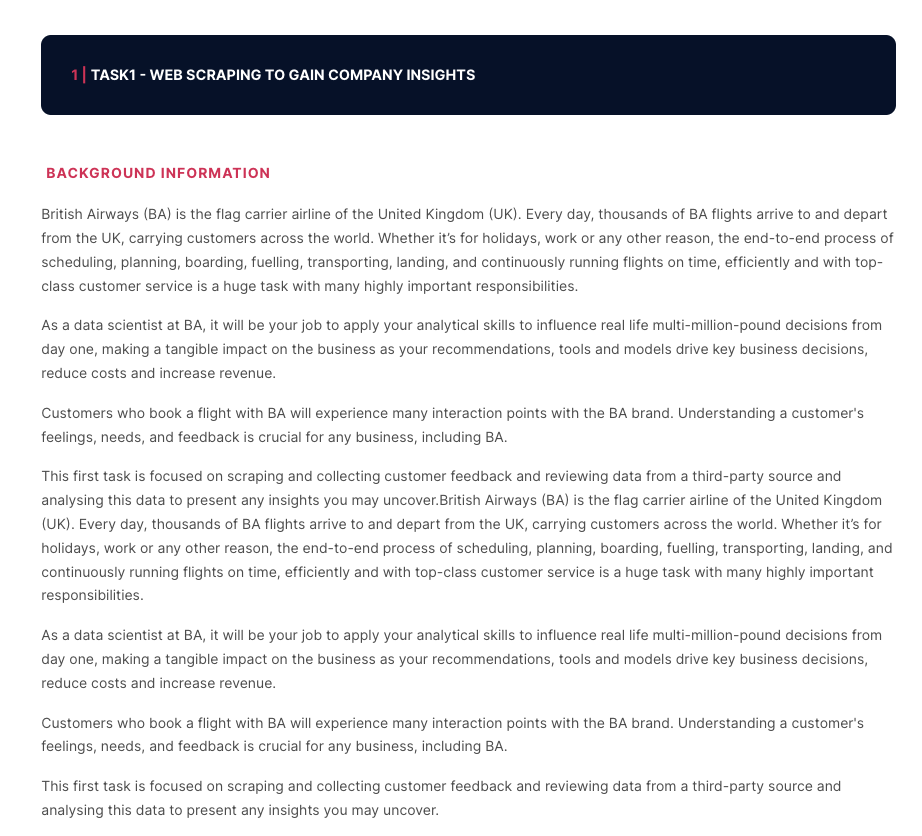 1 | TASK1 - WEB SCRAPING TO GAIN COMPANY INSIGHTS
BACKGROUND INFORMATION
British Airways (BA) is the flag carrier airline of the United Kingdom (UK). Every day, thousands of BA flights arrive to and depart
from the UK, carrying customers across the world. Whether it’s for holidays, work or any other reason, the end-to-end process of
scheduling, planning, boarding, fuelling, transporting, landing, and continuously running flights on time, efficiently and with top-
class customer service is a huge task with many highly important responsibilities.
As a data scientist at BA, it will be your job to apply your analytical skills to influence real life multi-million-pound decisions from
day one, making a tangible impact on the business as your recommendations, tools and models drive key business decisions,
reduce costs and increase revenue.
Customers who book a flight with BA will experience many interaction points with the BA brand. Understanding a customer's
feelings, needs, and feedback is crucial for any business, including BA.
This first task is focused on scraping and collecting customer feedback and reviewing data from a third-party source and
analysing this data to present any insights you may uncover.British Airways (BA) is the flag carrier airline of the United Kingdom
(UK). Every day, thousands of BA flights arrive to and depart from the UK, carrying customers across the world. Whether it’s for
holidays, work or any other reason, the end-to-end process of scheduling, planning, boarding, fuelling, transporting, landing, and
continuously running flights on time, efficiently and with top-class customer service is a huge task with many highly important
responsibilities.
As a data scientist at BA, it will be your job to apply your analytical skills to influence real life multi-million-pound decisions from
day one, making a tangible impact on the business as your recommendations, tools and models drive key business decisions,
reduce costs and increase revenue.
Customers who book a flight with BA will experience many interaction points with the BA brand. Understanding a customer's
feelings, needs, and feedback is crucial for any business, including BA.
This first task is focused on scraping and collecting customer feedback and reviewing data from a third-party source and
analysing this data to present any insights you may uncover.